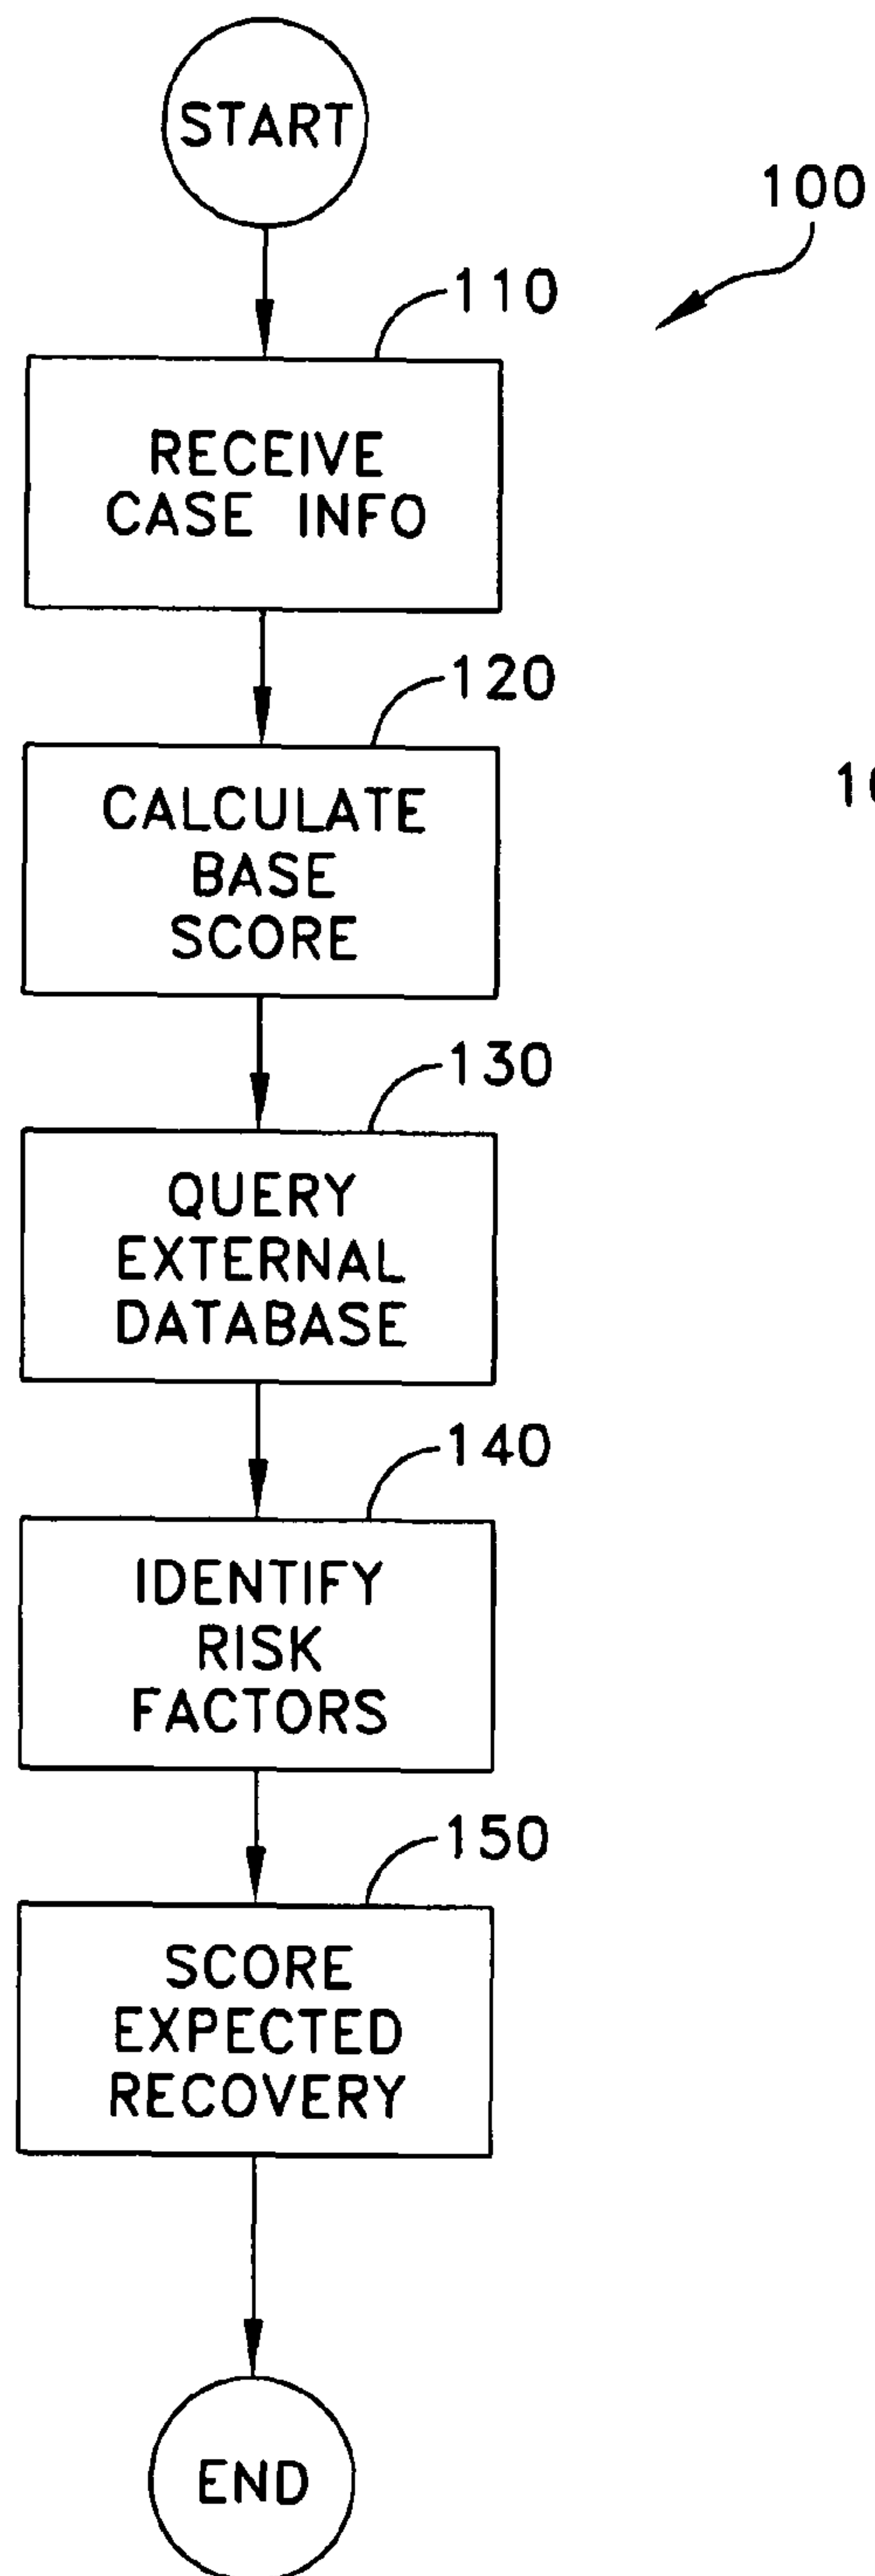 START
100
110
RECEIVE
CASE INFO
120
CALCULATE
BASE
SCORE
130
QUERY
EXTERNAL
DATABASE
140
IDENTIFY
RISK
FACTORS
150
SCORE
EXPECTED
RECOVERY
END